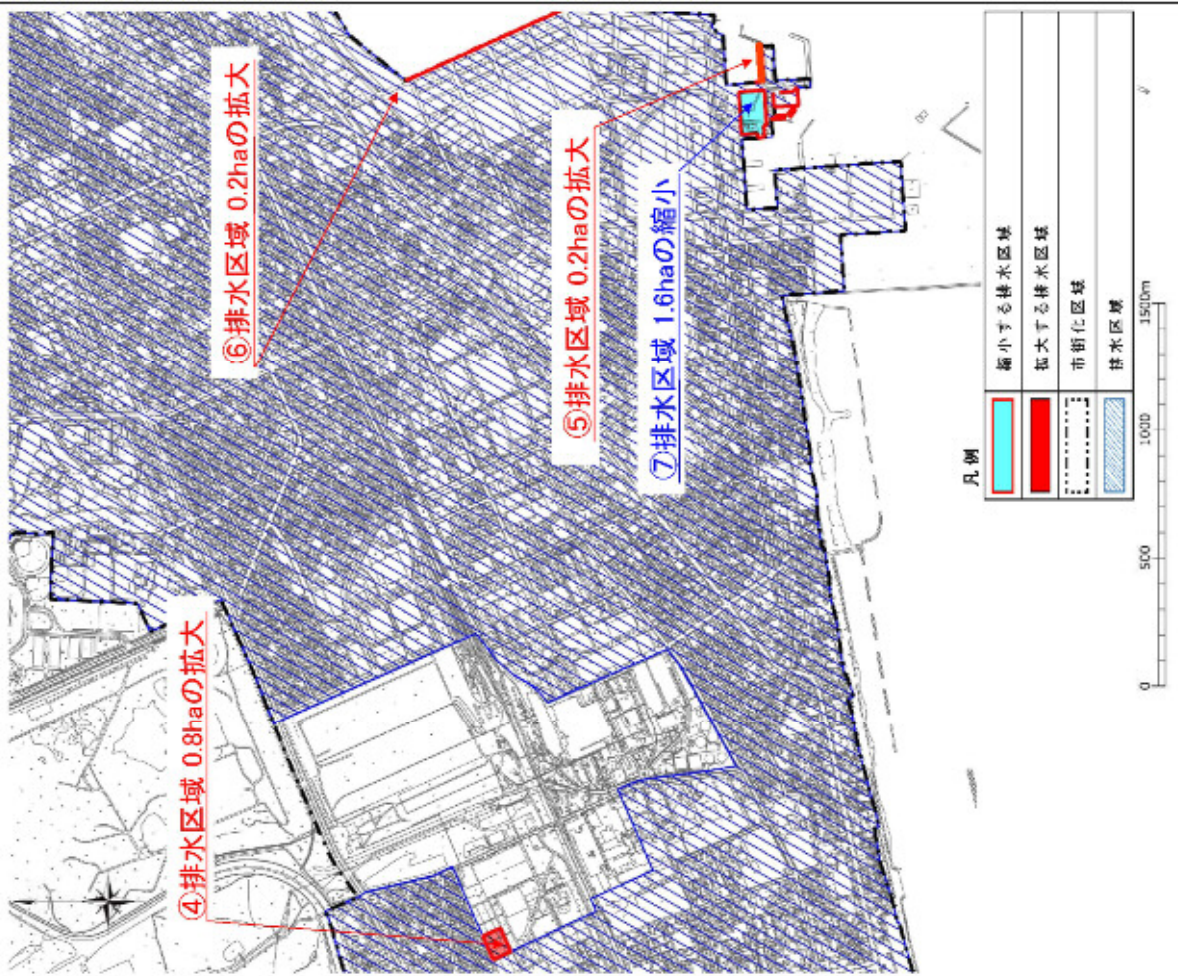 ⑥排水区域 0.2haの拡大
⑤排水区域 0.2haの拡大
⑦排水区域 1.6haの縮小
④排水区域 0.8haの拡大
凡例
縮小する排水区域
拡大する排水区域
市街化区域
排水区域
0 500 1000 1500m